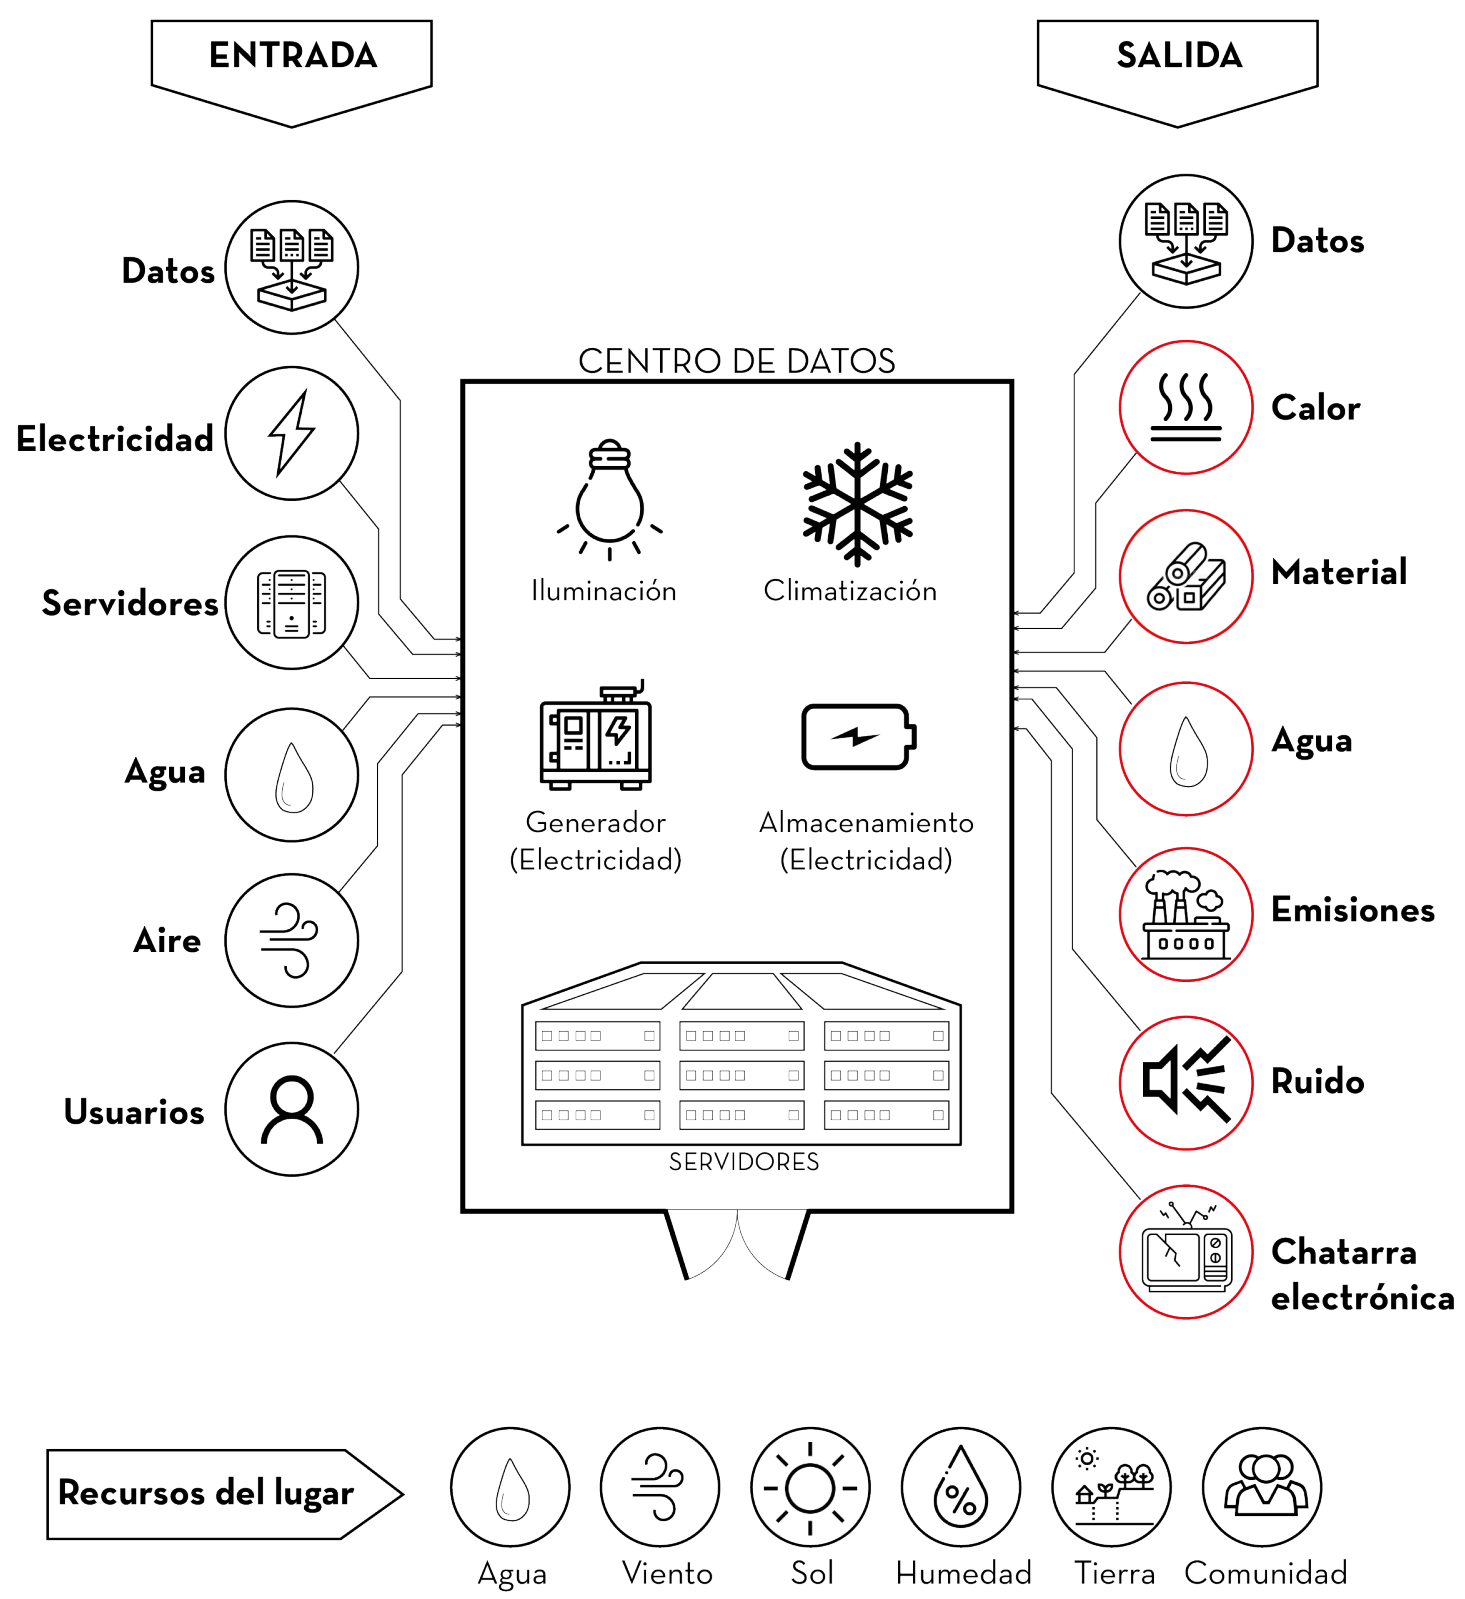 ENTRADA
SALIDA
Datos
Electricidad
Servidores
Agua
Aire
Usuarios
CENTRO DE DATOS
Iluminación
Climatización
Generador
(Electricidad)
Almacenamiento
(Electricidad)
SERVIDORES
Datos
Calor
Material
Agua
Emisiones
Ruido
Chatarra
electrónica
Recursos del lugar
Agua
Viento
Sol
Humedad
Tierra
Comunidad